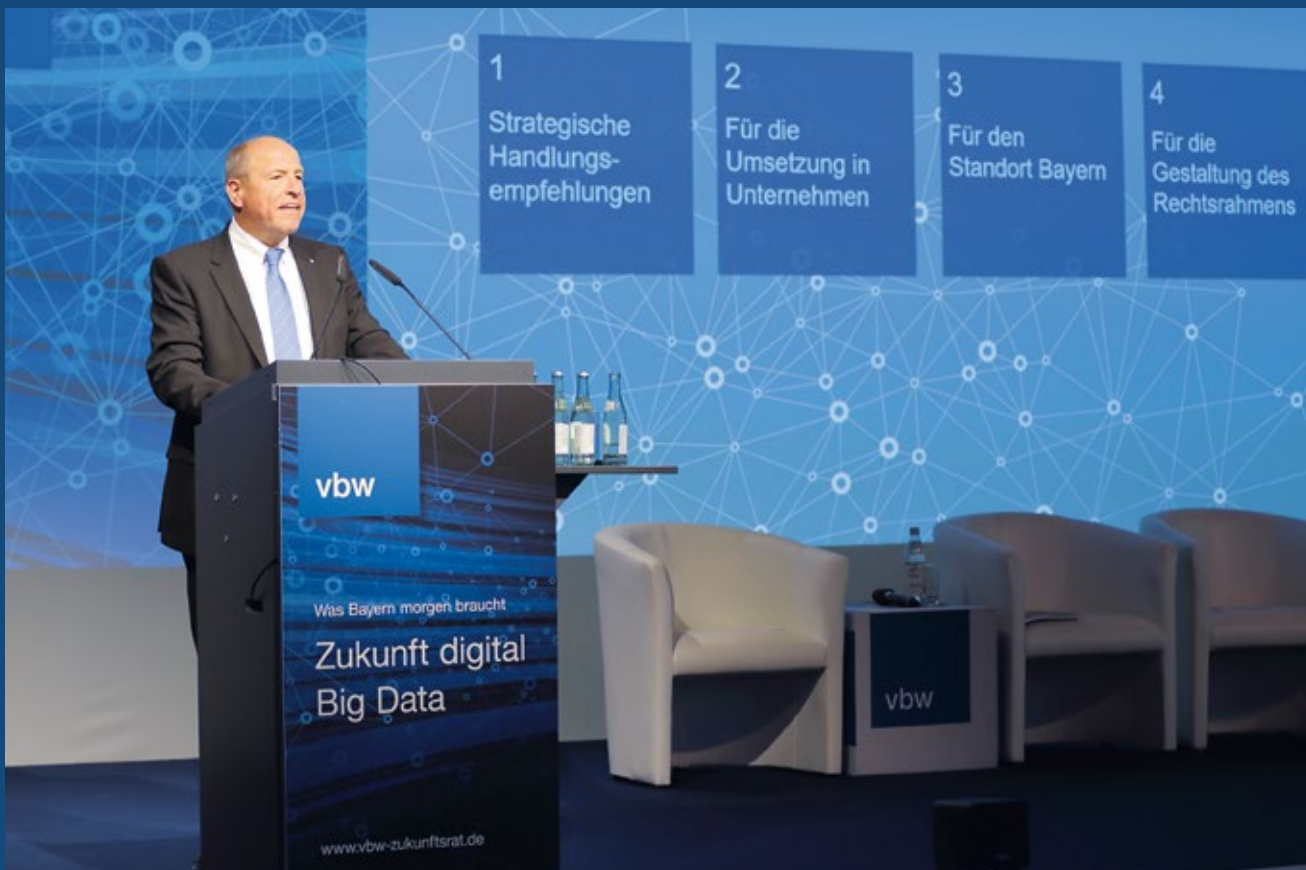 1
Strategische
Handlungs-
empfehlungen
2
Für die
Umsetzung in
Unternehmen
3
Für den
Standort Bayern
4
Für die
Gestaltung des
Rechtsrahmens
vbw
Was Bayern morgen braucht
Zukunft digital
Big Data
www.vbw-zukunftsrat.de
vbw